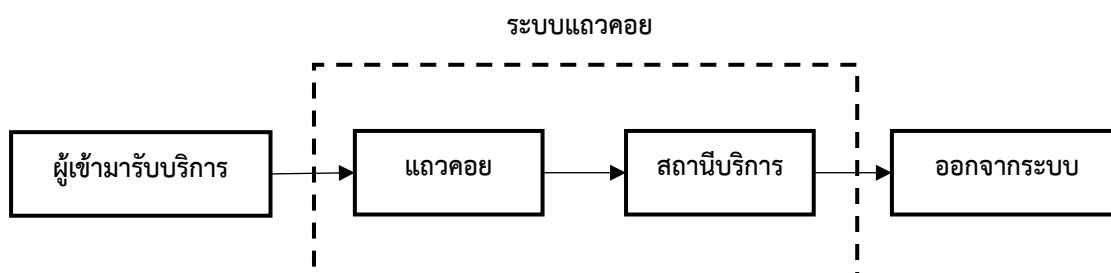 ระบบแถวคอย
ผู้เข้ามารับบริการ
แถวคอย
สถานีบริการ
ออกจากระบบ